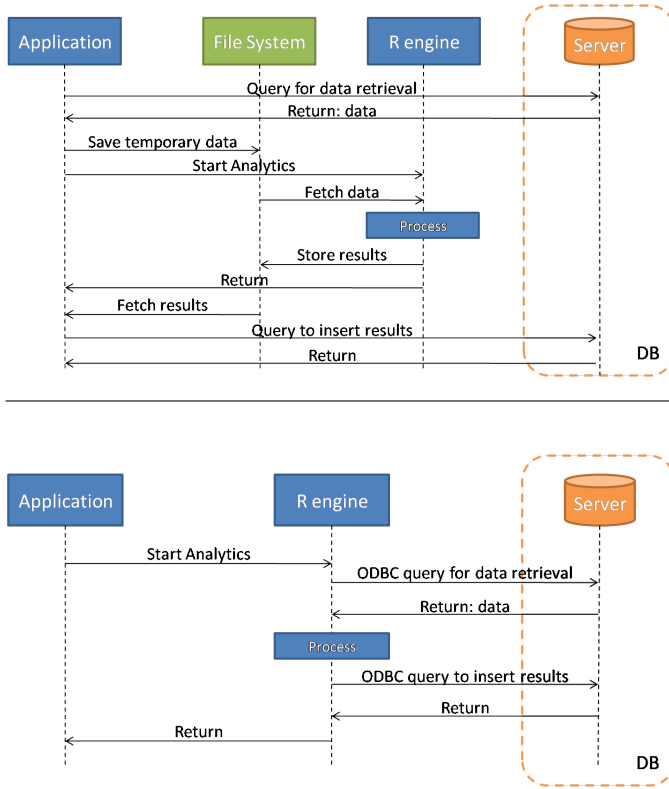 Application
File System
R engine
Server
Query for data retrieval
Return: data
Save temporary data
Start Analytics
Fetch data
Process
Store results
Return
Fetch results
Query to insert results
Return
DB
Application
R engine
Server
Start Analytics
ODBC query for data retrieval
Return: data
Process
ODBC query to insert results
Return
Return
DB